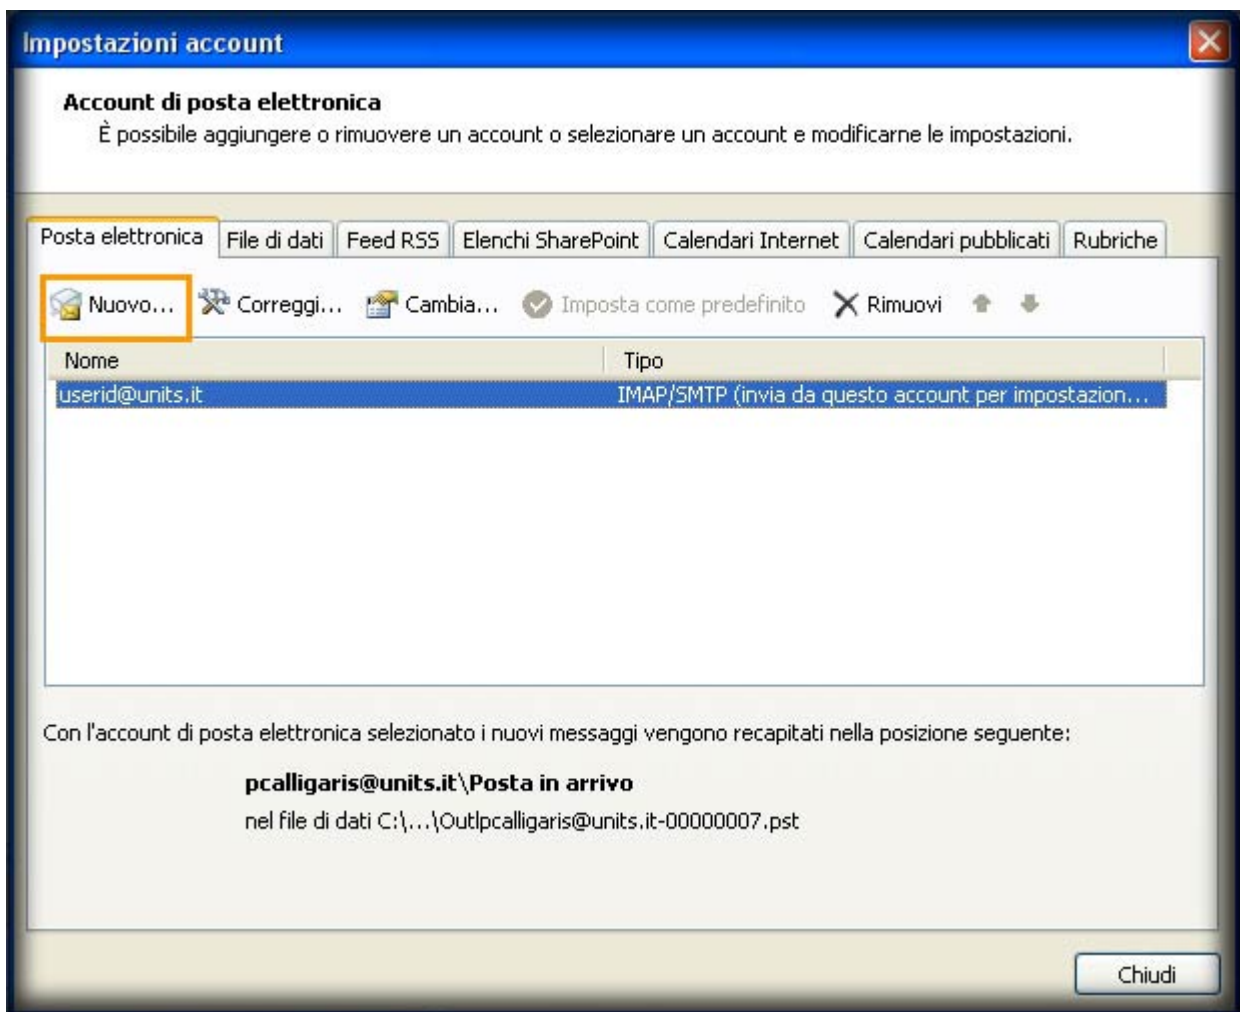 Impostazioni account
Account di posta elettronica
È possibile aggiungere o rimuovere un account o selezionare un account e modificarne le impostazioni.
Posta elettronica File di dati Feed RSS Elenchi SharePoint Calendari Internet Calendari pubblicati Rubriche
Nuovo... Correggi... Cambia... Imposta come predefinito Rimuovi
Nome Tipo
userid@units.it IMAP/SMTP (invia da questo account per impostazion...
Con l'account di posta elettronica selezionato i nuovi messaggi vengono recapitati nella posizione seguente:
pcalligaris@units.it\Posta in arrivo
nel file di dati C:\...\Outlpcalligaris@units.it-00000007.pst
Chiudi